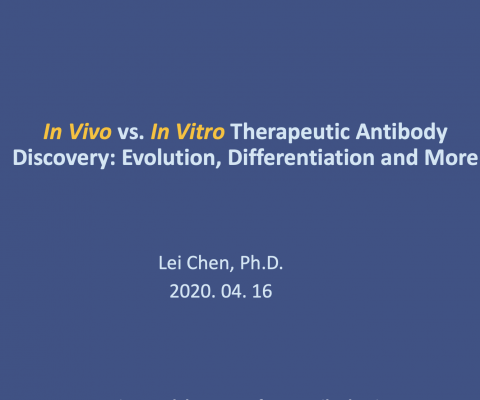 In Vivo vs. In Vitro Therapeutic Antibody
Discovery: Evolution, Differentiation and More
Lei Chen, Ph.D.
2020. 04. 16